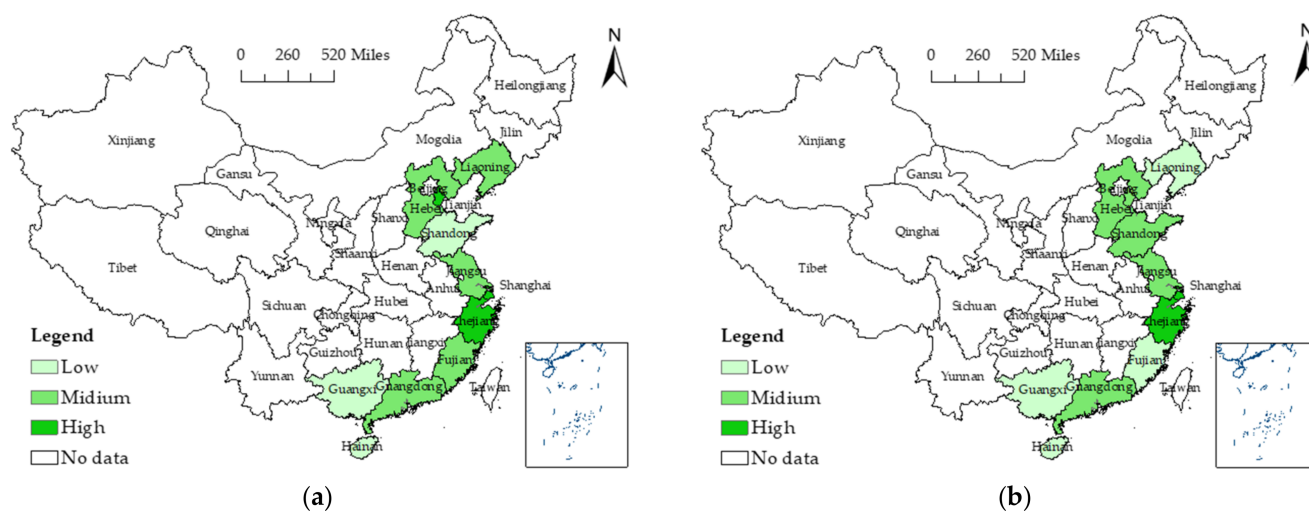 N
0 260 520 Miles
Heilongjiang
Jilin
Mogolia
Xinjiang
Liaoning
Gansu
Beijing
Tianjin
Hebei
Shanxi
Ningxia
Shandong
Qinghai
Shaanxi
Henan
Jiangsu
Tibet
Anhui
Shanghai
Hubei
Sichuan
Chongqing
Zhejiang
Hunan
Jiangxi
Guizhou
Fujian
Yunnan
Guangxi
Guangdong
Taiwan
Hainan
Legend
Low
Midium
High
No data
(a)
N
0 260 520 Miles
Heilongjiang
Jilin
Mogolia
Xinjiang
Liaoning
Gansu
Beijing
Tianjin
Hebei
Shanxi
Ningxia
Shandong
Qinghai
Shaanxi
Henan
Jiangsu
Tibet
Anhui
Shanghai
Hubei
Sichuan
Chongqing
Zhejiang
Hunan
Jiangxi
Guizhou
Fujian
Yunnan
Guangxi
Guangdong
Taiwan
Hainan
Legend
Low
Midium
High
No data
(b)